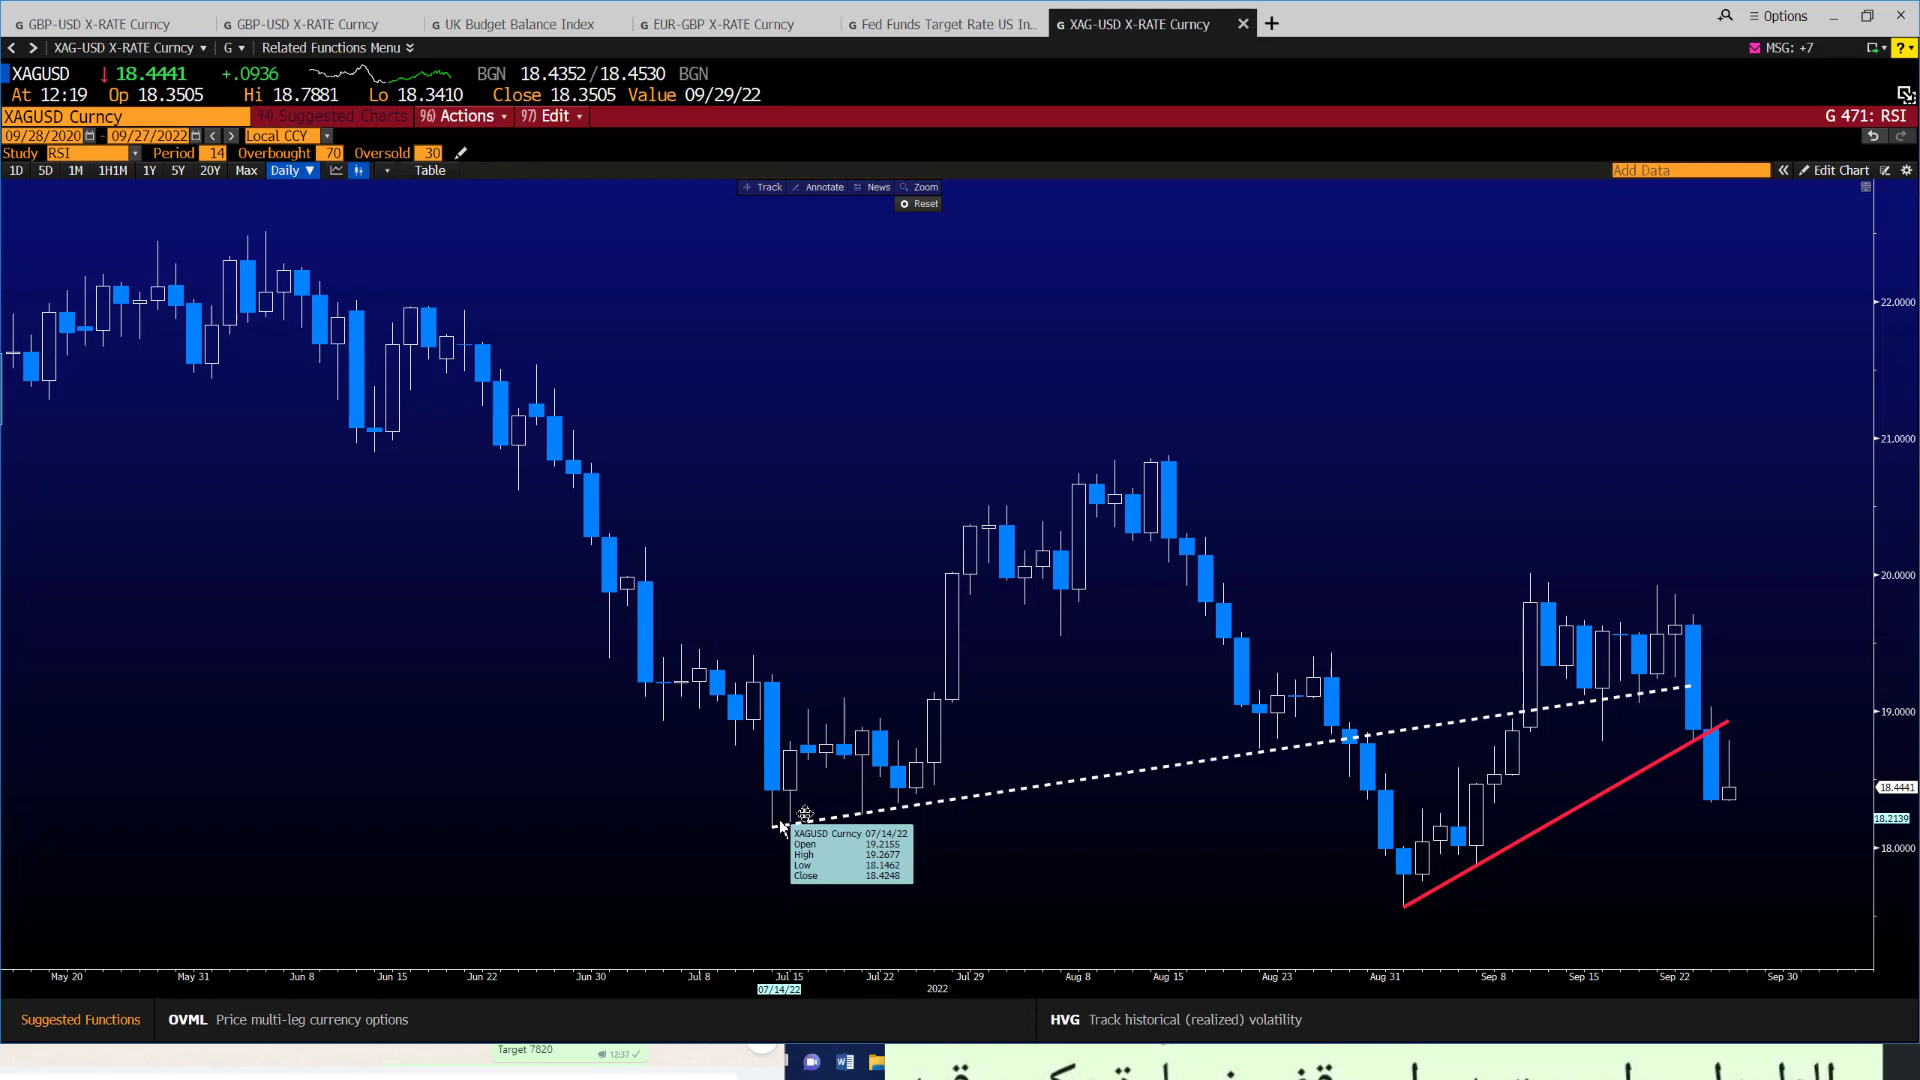 G GBP-USD X-RATE Curncy
G GBP-USD X-RATE Curncy
G UK Budget Balance Index
G EUR-GBP X-RATE Curncy
G Fed Funds Target Rate US In...
G XAG-USD X-RATE Curncy
Options
XAG-USD X-RATE Curncy
G
Related Functions Menu
MSG: +7
?
XAGUSD 18.4441 +.0936 BGN 18.4352/18.4530 BGN
At 12:19 Op 18.3505 Hi 18.7881 Lo 18.3410 Close 18.3505 Value 09/29/22
XAGUSD Curncy 94) Suggested Charts 96) Actions 97) Edit G 471: RSI
09/28/2020 - 09/27/2022 Local CCY
Study RSI Period 14 Overbought 70 Oversold 30
1D 5D 1M 1H1M 1Y 5Y 20Y Max Daily Table Add Data Edit Chart
Track Annotate News Zoom
Reset
22.0000
21.0000
20.0000
19.0000
18.4441
18.2139
18.0000
XAGUSD Curncy 07/14/22
Open 19.2155
High 19.2677
Low 18.1462
Close 18.4248
May 20 May 31 Jun 8 Jun 15 Jun 22 Jun 30 Jul 8 Jul 15 Jul 22 Jul 29 Aug 8 Aug 15 Aug 23 Aug 31 Sep 8 Sep 15 Sep 22 Sep 30
07/14/22 2022
Suggested Functions OVML Price multi-leg currency options HVG Track historical (realized) volatility
Target 7820
12:37